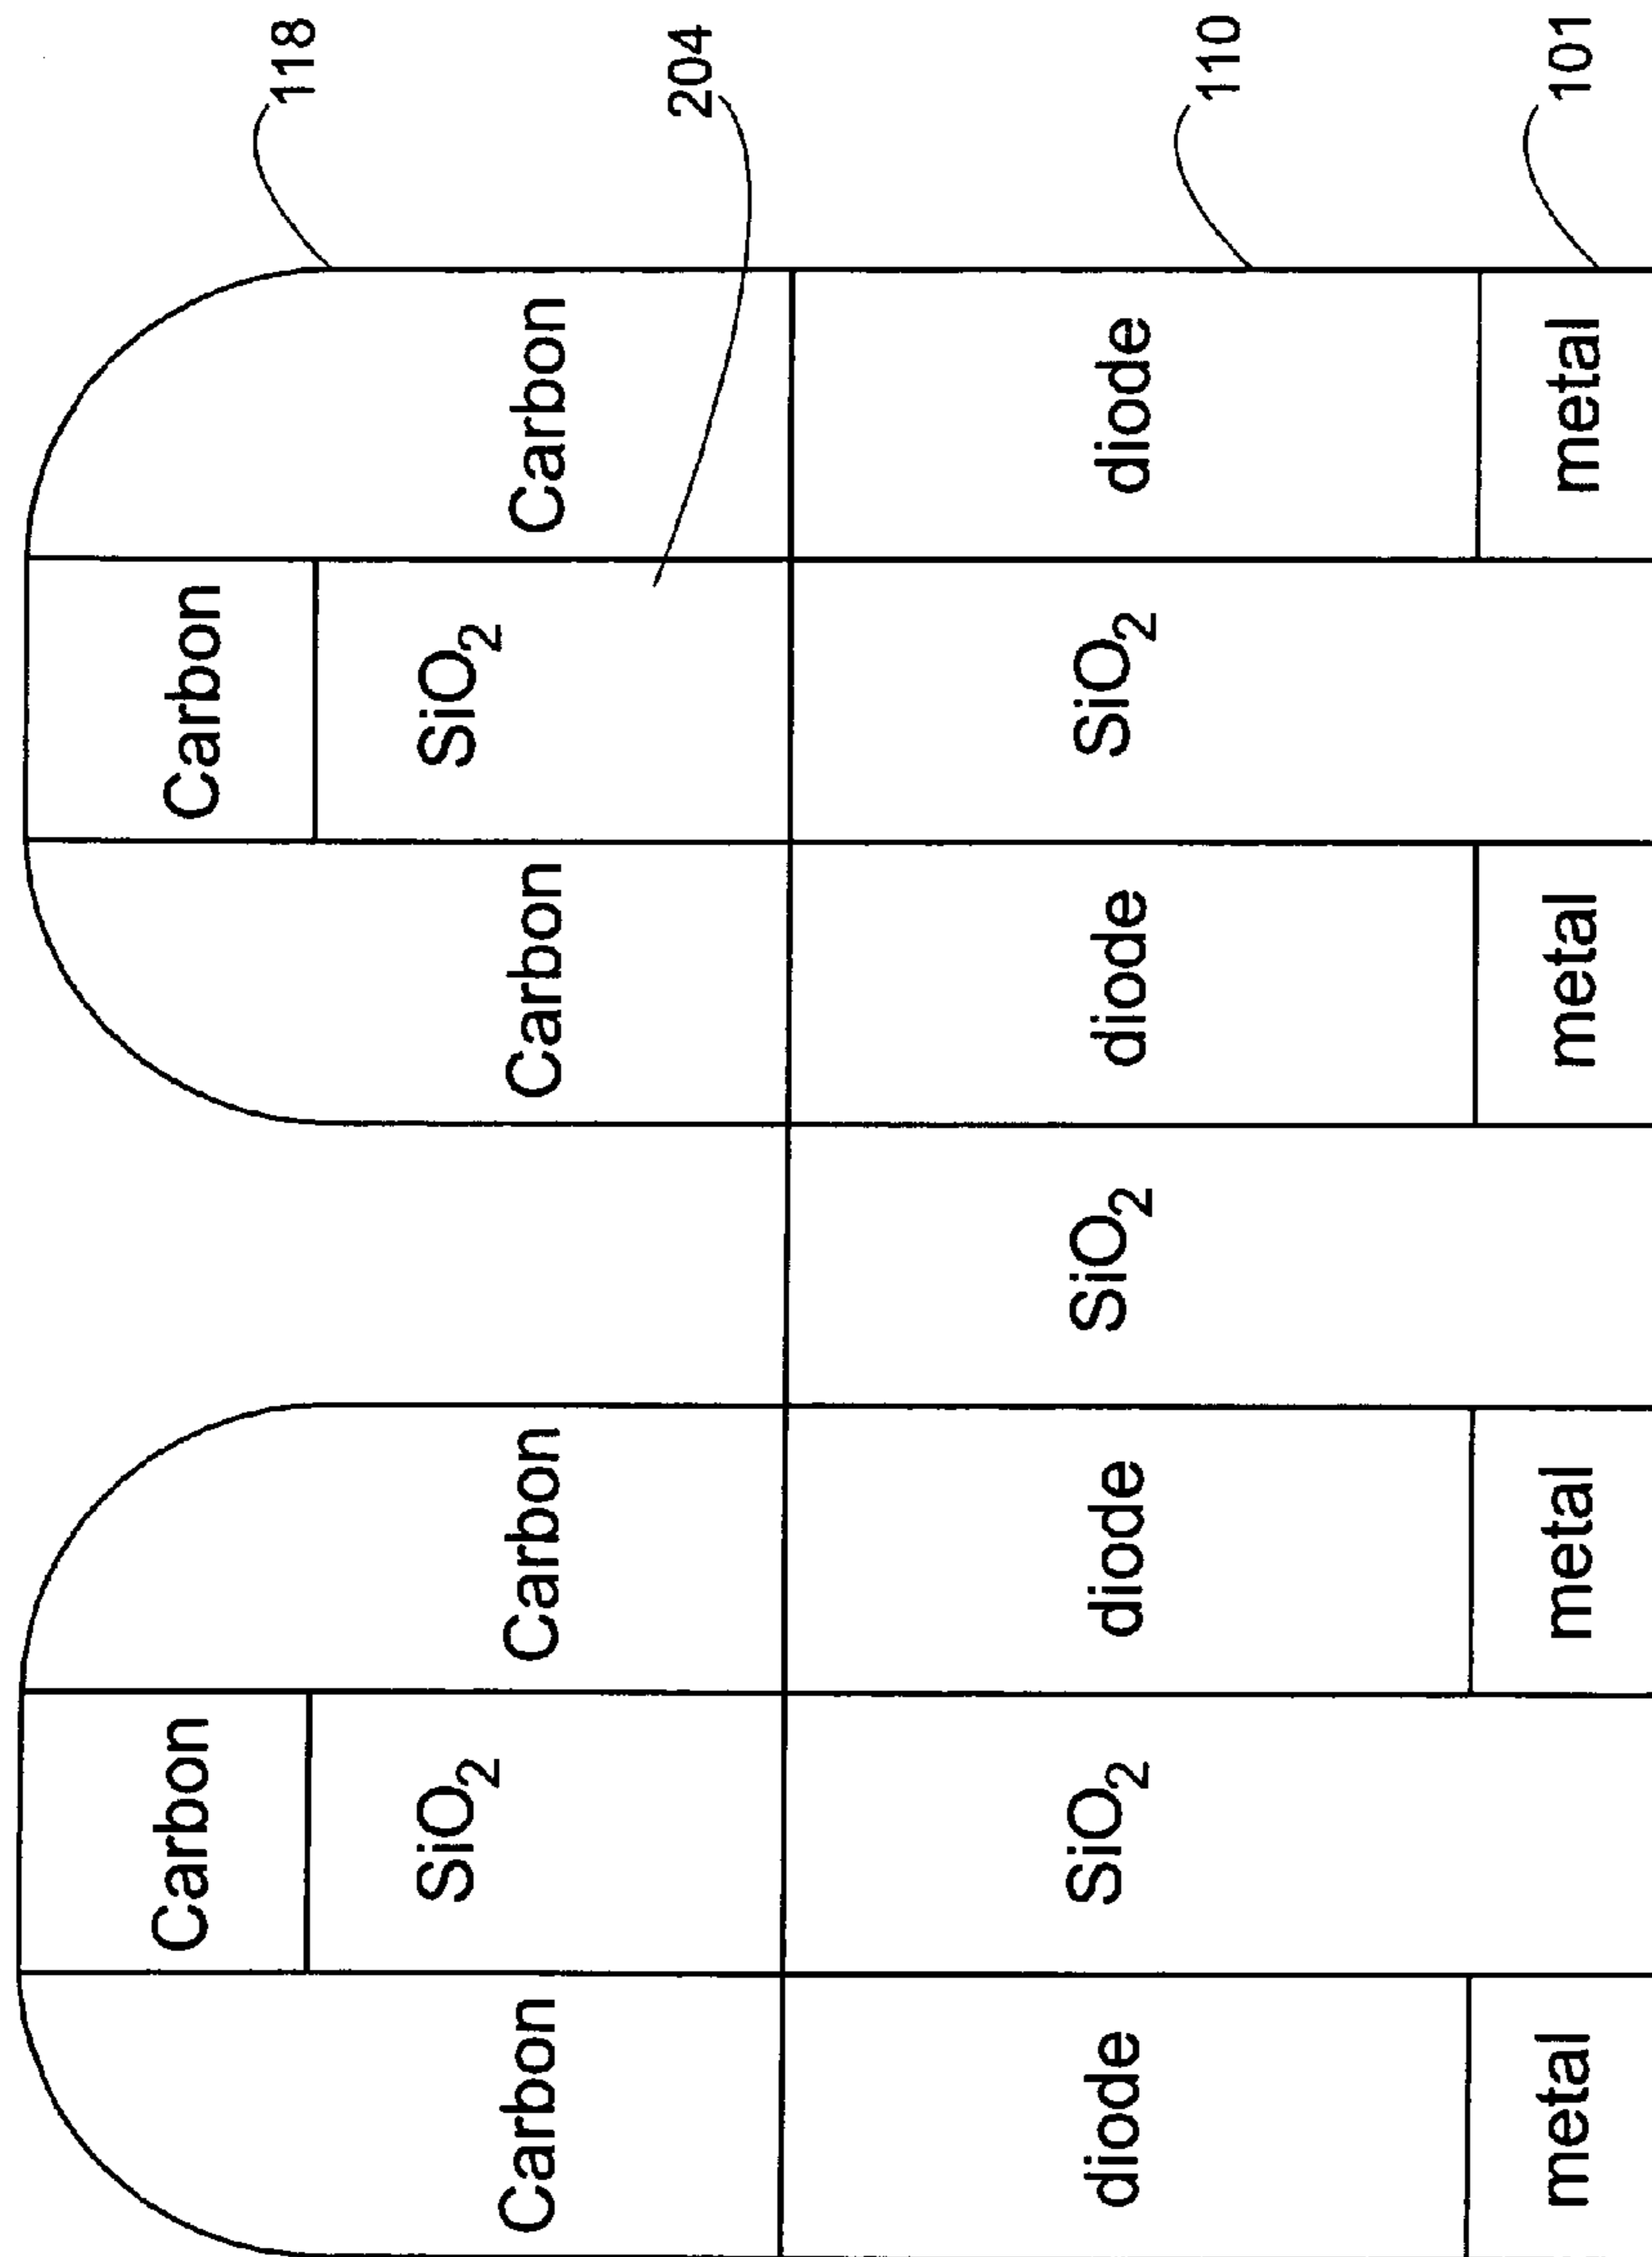 Carbon Carbon
118
SiO₂ SiO₂
Carbon Carbon Carbon Carbon
204
diode SiO₂ diode SiO₂ diode SiO₂ diode
110
metal metal metal metal 101